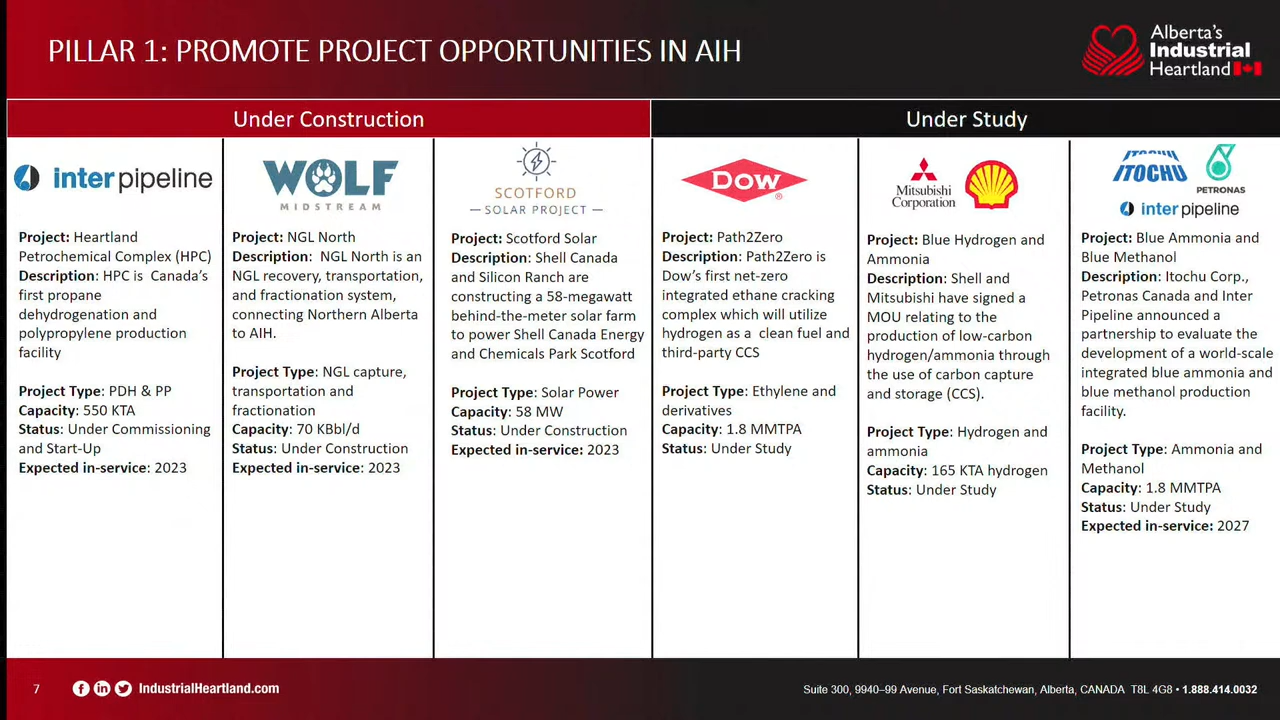 PILLAR 1: PROMOTE PROJECT OPPORTUNITIES IN AIH
Alberta's
Industrial
Heartland
Under Construction
Under Study
inter pipeline
Project: Heartland
Petrochemical Complex (HPC)
Description: HPC is Canada's
first propane
dehydrogenation and
polypropylene production
facility
Project Type: PDH & PP
Capacity: 550 KTA
Status: Under Commissioning
and Start-Up
Expected in-service: 2023
WOLF
MIDSTREAM
Project: NGL North
Description: NGL North is an
NGL recovery, transportation,
and fractionation system,
connecting Northern Alberta
to AIH.
Project Type: NGL capture,
transportation and
fractionation
Capacity: 70 KBbl/d
Status: Under Construction
Expected in-service: 2023
SCOTFORD
SOLAR PROJECT
Project: Scotford Solar
Description: Shell Canada
and Silicon Ranch are
constructing a 58-megawatt
behind-the-meter solar farm
to power Shell Canada Energy
and Chemicals Park Scotford
Project Type: Solar Power
Capacity: 58 MW
Status: Under Construction
Expected in-service: 2023
Dow®
Project: Path2Zero
Description: Path2Zero is
Dow's first net-zero
integrated ethane cracking
complex which will utilize
hydrogen as a clean fuel and
third-party CCS
Project Type: Ethylene and
derivatives
Capacity: 1.8 MMTPA
Status: Under Study
Mitsubishi
Corporation
Project: Blue Hydrogen and
Ammonia
Description: Shell and
Mitsubishi have signed a
MOU relating to the
production of low-carbon
hydrogen/ammonia through
the use of carbon capture
and storage (CCS).
Project Type: Hydrogen and
ammonia
Capacity: 165 KTA hydrogen
Status: Under Study
ITOCHU
PETRONAS
inter pipeline
Project: Blue Ammonia and
Blue Methanol
Description: Itochu Corp.,
Petronas Canada and Inter
Pipeline announced a
partnership to evaluate the
development of a world-scale
integrated blue ammonia and
blue methanol production
facility.
Project Type: Ammonia and
Methanol
Capacity: 1.8 MMTPA
Status: Under Study
Expected in-service: 2027
7
IndustrialHeartland.com
Suite 300, 9940–99 Avenue, Fort Saskatchewan, Alberta, CANADA T8L 4G8 • 1.888.414.0032